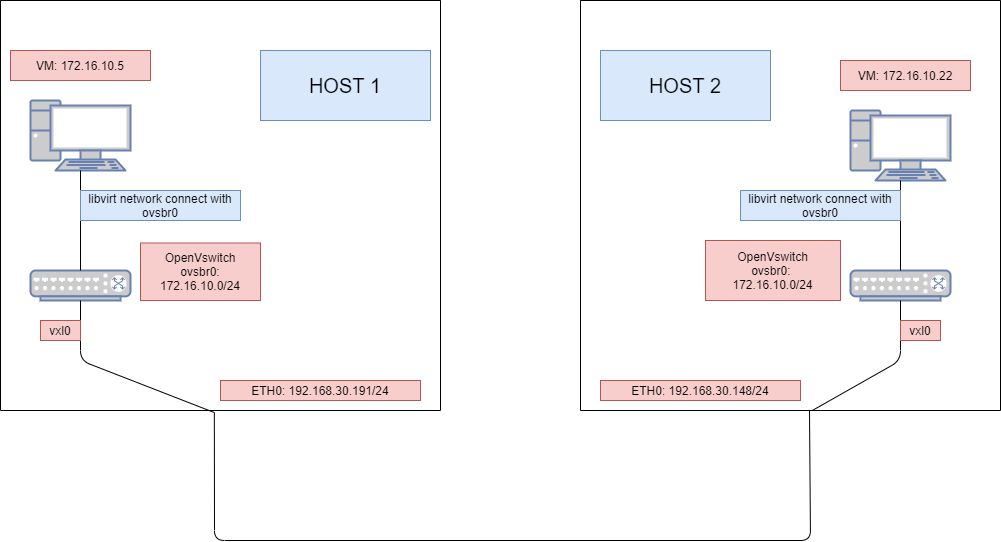 VM: 172.16.10.5
HOST 1
libvirt network connect with
ovsbr0
OpenVswitch
ovsbr0:
172.16.10.0/24
vxl0
ETH0: 192.168.30.191/24
HOST 2
VM: 172.16.10.22
libvirt network connect with
ovsbr0
OpenVswitch
ovsbr0:
172.16.10.0/24
vxl0
ETH0: 192.168.30.148/24